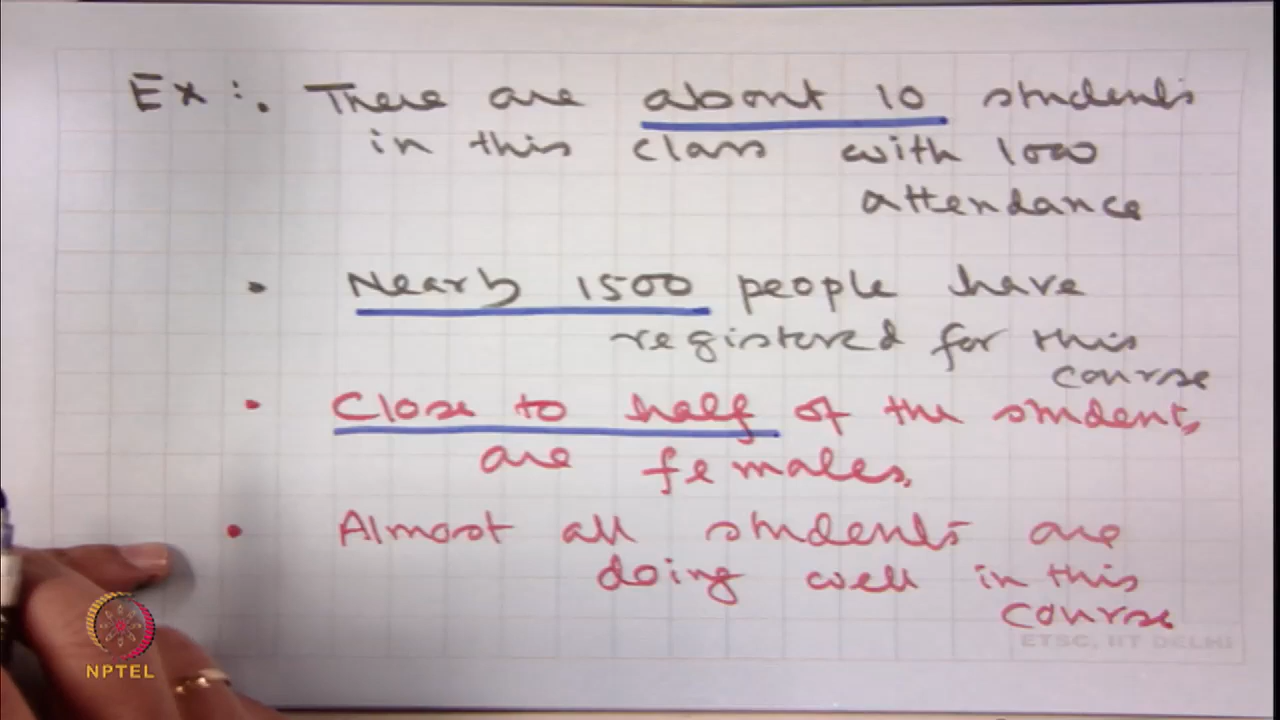 Ex:. There are about 10 students
in this class with low
attendance
• Nearly 1500 people have
registered for this
course
• Close to half of the students
are females.
• Almost all students are
doing well in this
course
ETSC, IIT DELHI
NPTEL